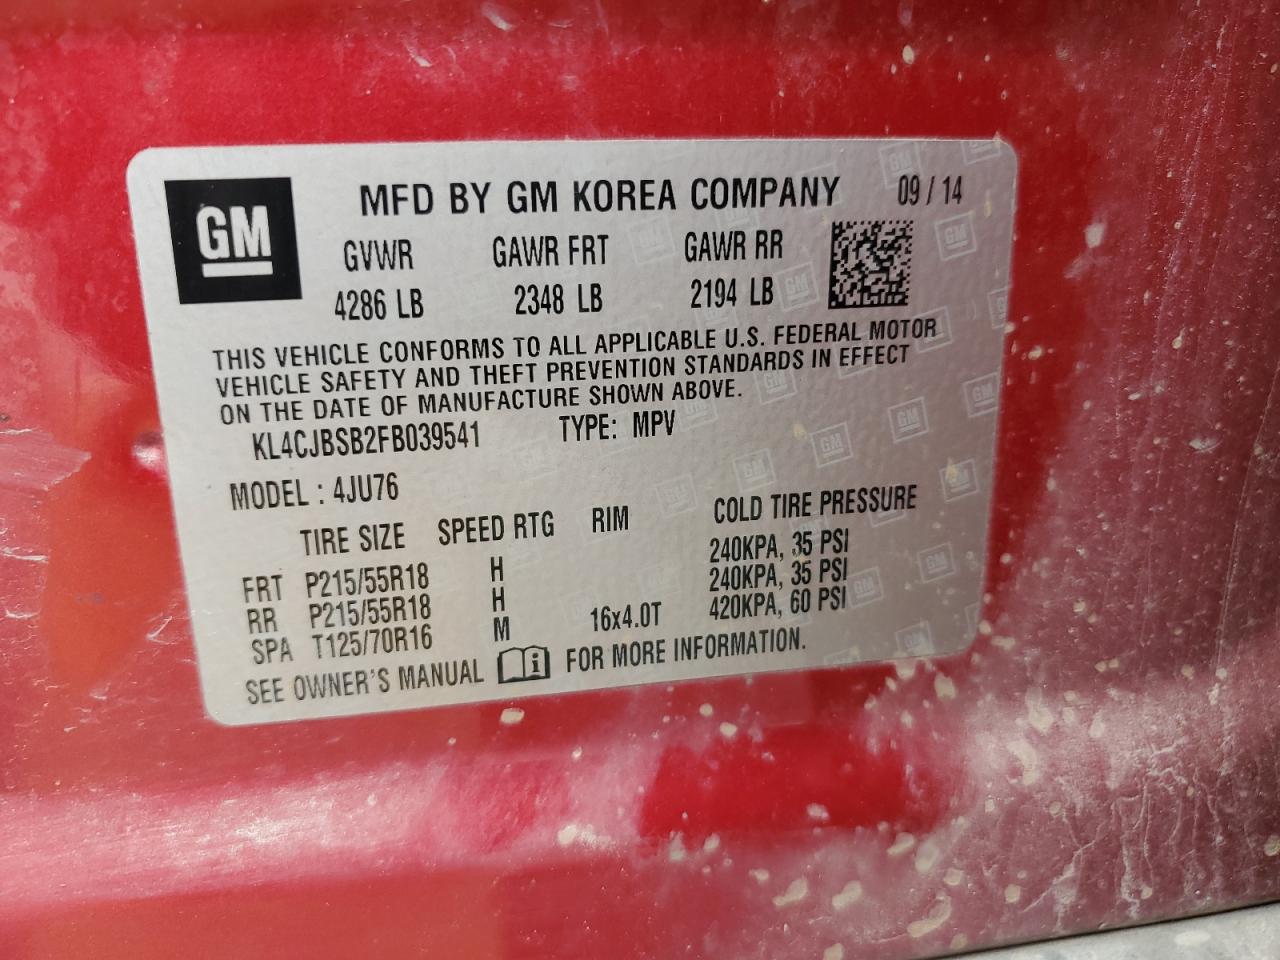 GM
MFD BY GM KOREA COMPANY 09 / 14
GVWR GAWR FRT GAWR RR
4286 LB 2348 LB 2194 LB
THIS VEHICLE CONFORMS TO ALL APPLICABLE U.S. FEDERAL MOTOR
VEHICLE SAFETY AND THEFT PREVENTION STANDARDS IN EFFECT
ON THE DATE OF MANUFACTURE SHOWN ABOVE.
KL4CJBSB2FB039541 TYPE: MPV
MODEL : 4JU76
TIRE SIZE SPEED RTG RIM COLD TIRE PRESSURE
FRT P215/55R18 H 240KPA, 35 PSI
RR P215/55R18 H 240KPA, 35 PSI
SPA T125/70R16 M 16x4.0T 420KPA, 60 PSI
SEE OWNER'S MANUAL i FOR MORE INFORMATION.